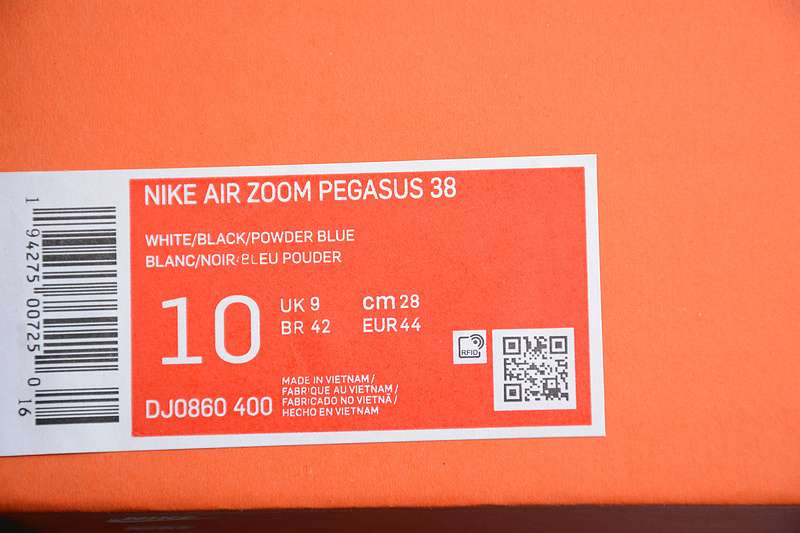 NIKE AIR ZOOM PEGASUS 38
WHITE/BLACK/POWDER BLUE
BLANC/NOIR/BLEU POUDER
10
UK 9
cm 28
BR 42
EUR 44
RFID
DJ0860 400
MADE IN VIETNAM /
FABRIQUE AU VIETNAM /
FABRICADO NO VIETNÃ /
HECHO EN VIETNAM
1 94275 00725 0 16